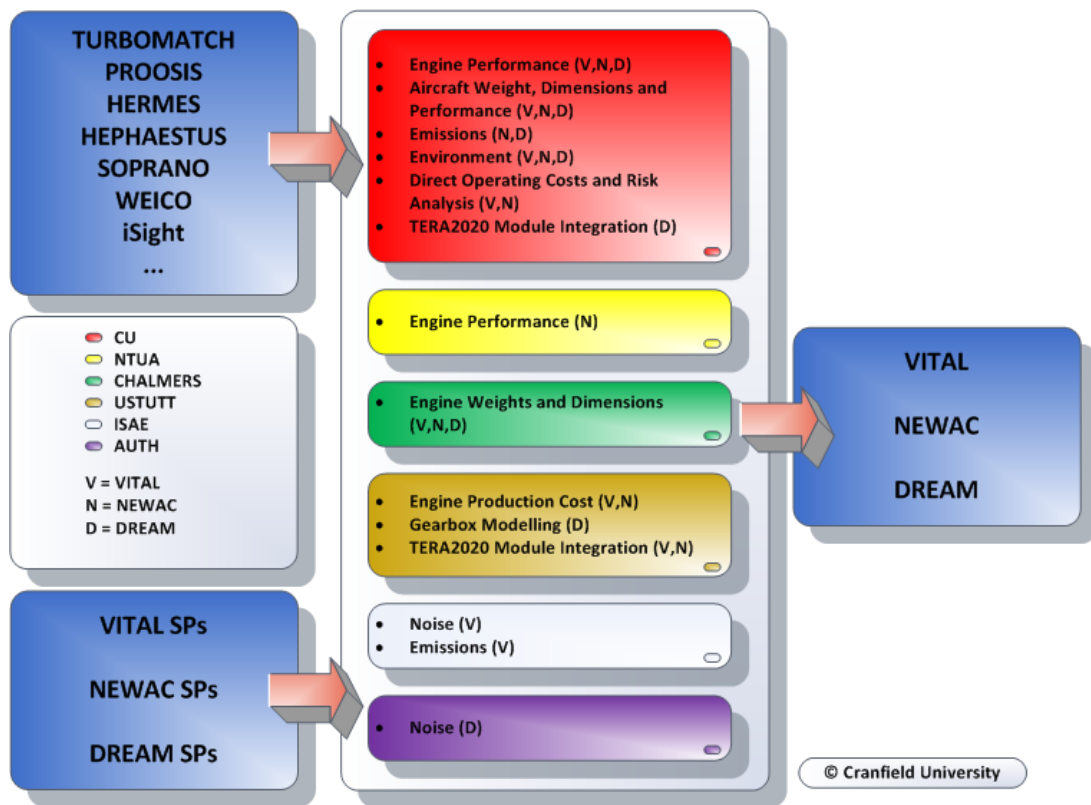 TURBOMATCH
PROOSIS
HERMES
HEPHAESTUS
SOPRANO
WEICO
iSight
...
CU
NTUA
CHALMERS
USTUTT
ISAE
AUTH
V = VITAL
N = NEWAC
D = DREAM
VITAL SPs
NEWAC SPs
DREAM SPs
• Engine Performance (V,N,D)
• Aircraft Weight, Dimensions and
Performance (V,N,D)
• Emissions (N,D)
• Environment (V,N,D)
• Direct Operating Costs and Risk
Analysis (V,N)
• TERA2020 Module Integration (D)
• Engine Performance (N)
• Engine Weights and Dimensions
(V,N,D)
• Engine Production Cost (V,N)
• Gearbox Modelling (D)
• TERA2020 Module Integration (V,N)
• Noise (V)
• Emissions (V)
• Noise (D)
VITAL
NEWAC
DREAM
© Cranfield University